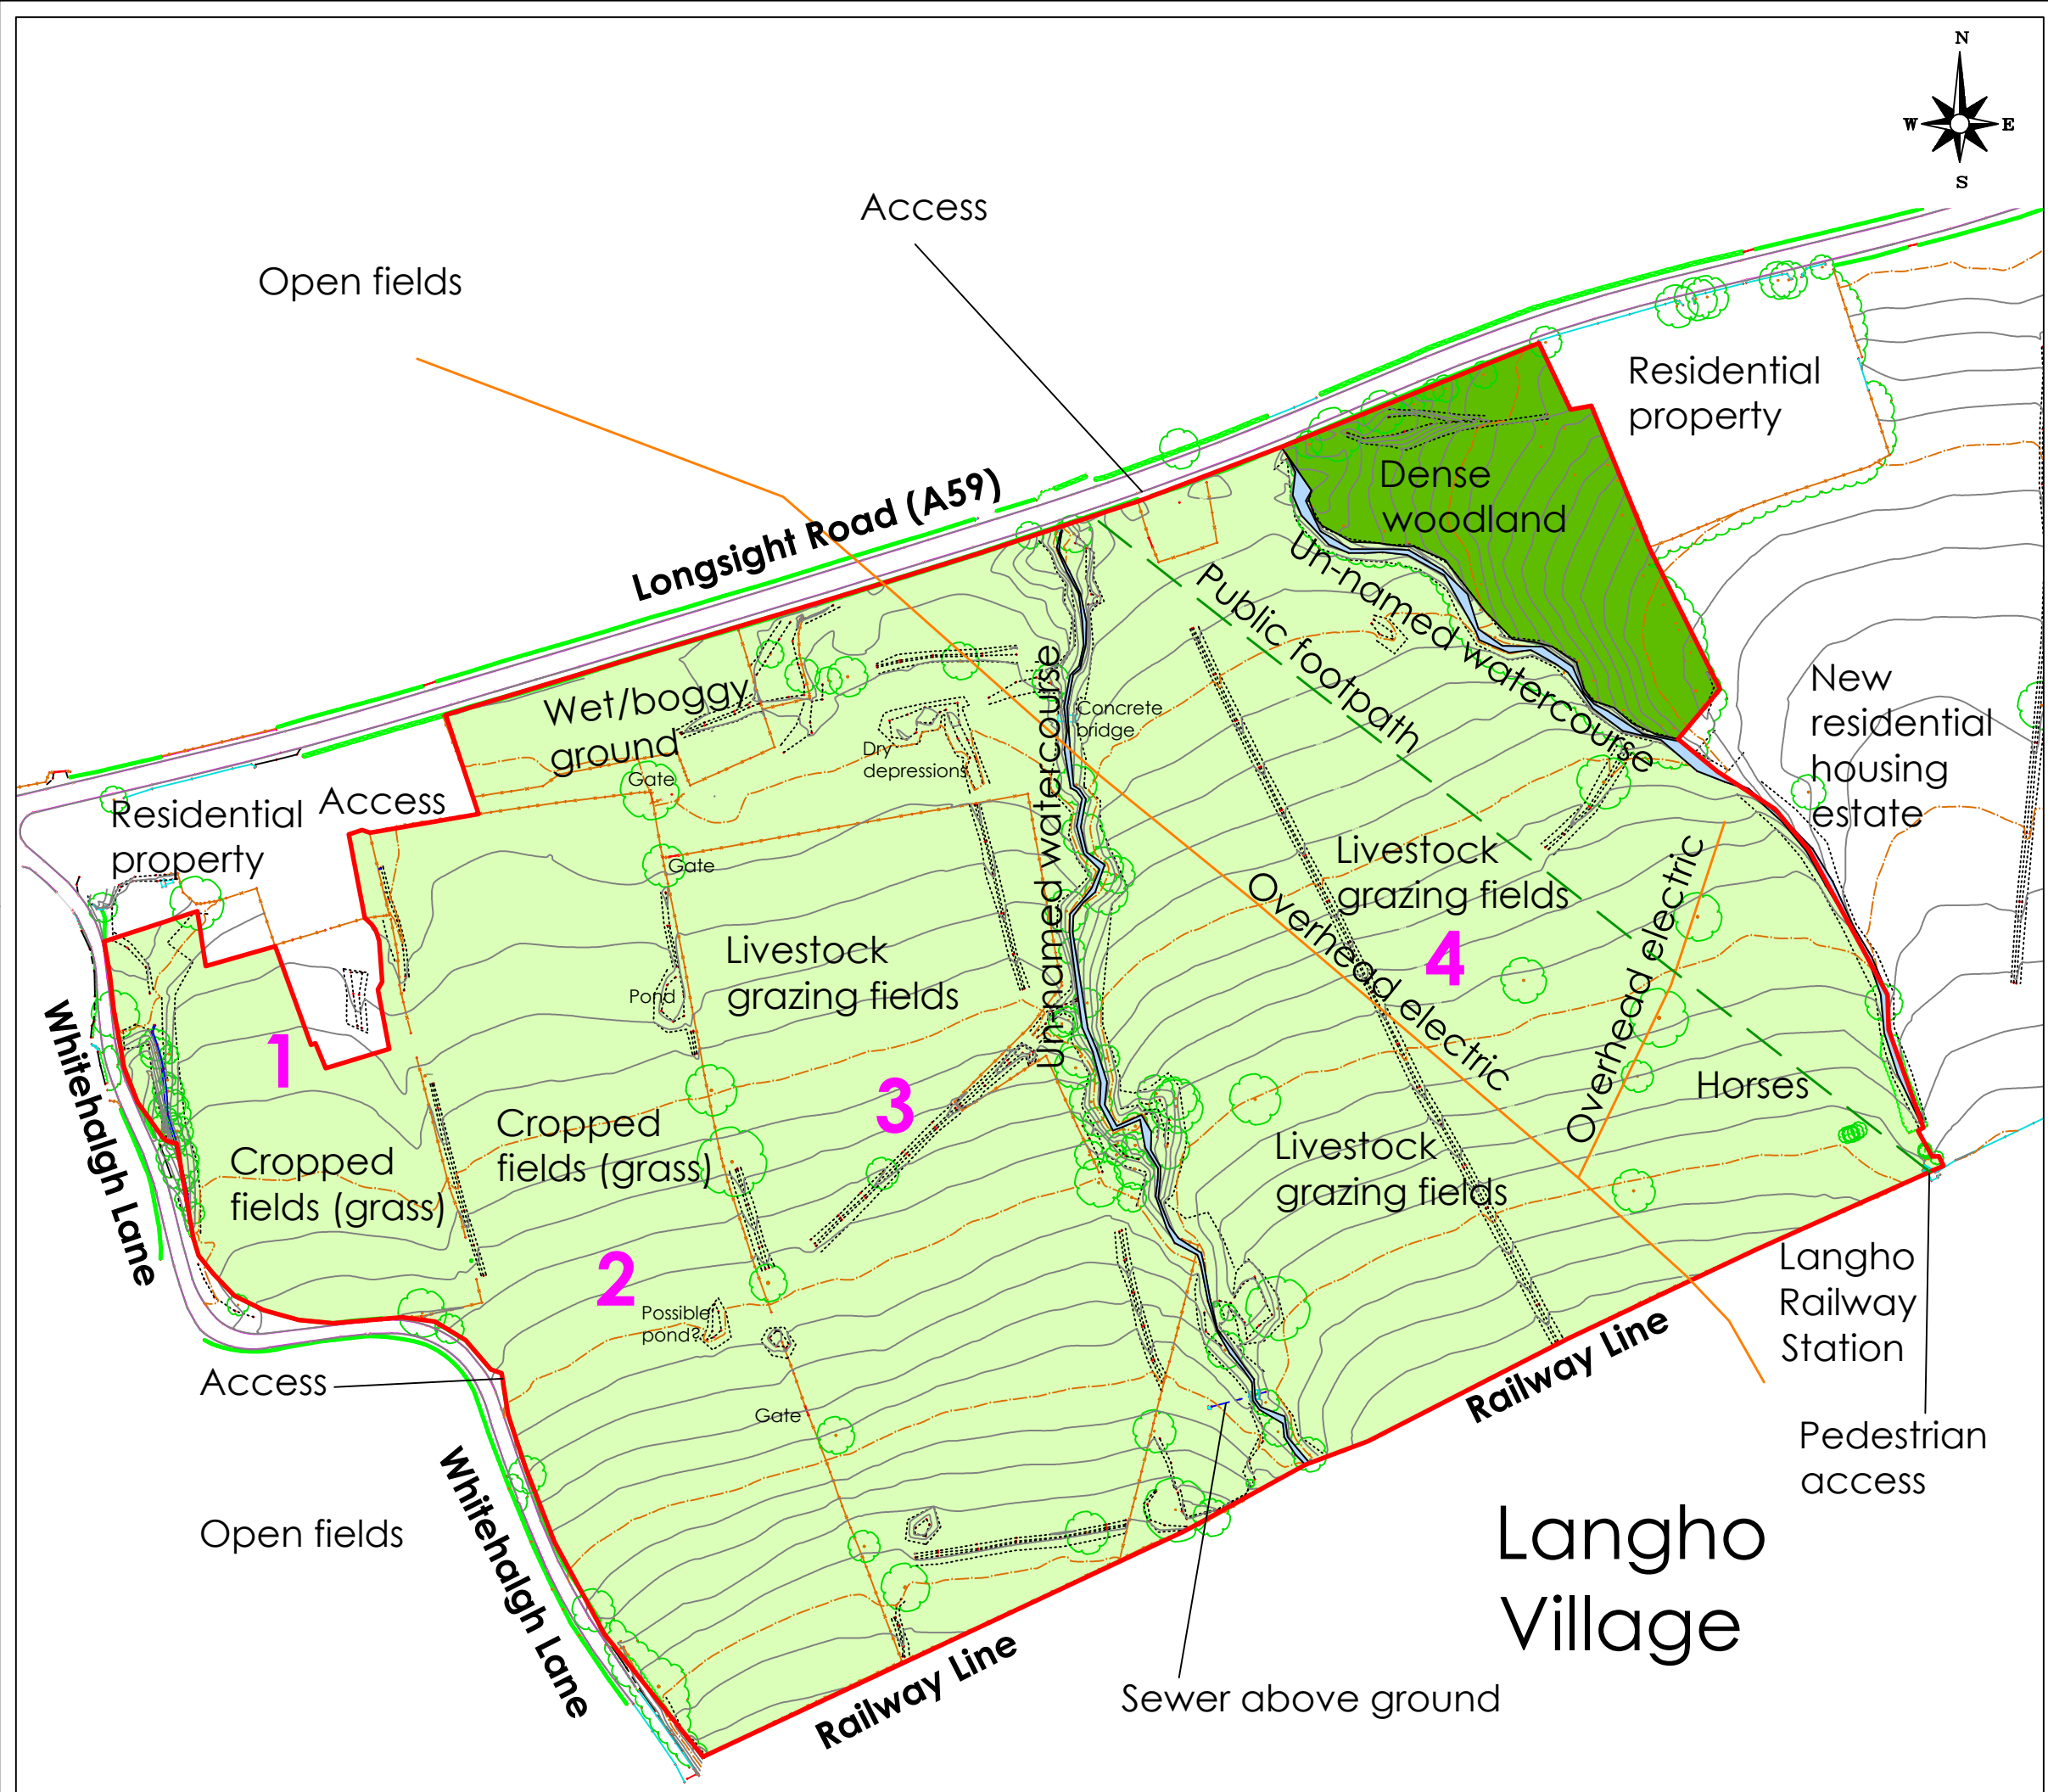 N
W
E
S
Access
Open fields
Residential
property
Longsight Road (A59)
Dense
woodland
Un-named watercourse
Public footpath
Wet/boggy
ground
Gate
Dry
depressions
Concrete
bridge
Un-named watercourse
New
residential
housing
estate
Residential
property
Access
Gate
Livestock
grazing fields
Livestock
grazing fields
4
Overhead electric
Overhead electric
Pond
1
3
Horses
Whitehalgh Lane
Cropped
fields (grass)
Cropped
fields (grass)
Livestock
grazing fields
2
Possible
pond?
Gate
Langho
Railway
Station
Railway Line
Access
Pedestrian
access
Open fields
Whitehalgh Lane
Langho
Village
Railway Line
Sewer above ground